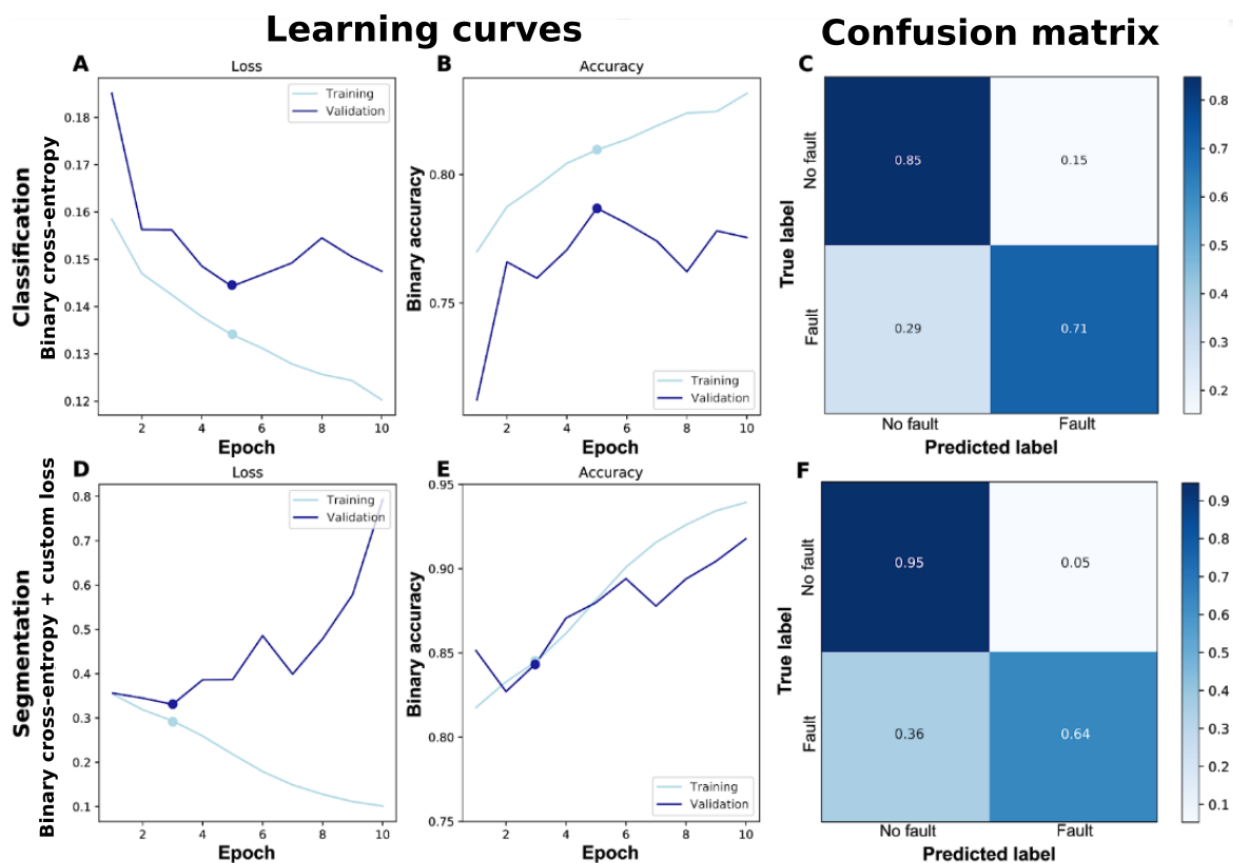 Learning curves
Confusion matrix
A
Loss
B
Accuracy
C
Classification
Binary cross-entropy
0.18
0.17
0.16
0.15
0.14
0.13
0.12
Training
Validation
2
4
6
8
10
Epoch
Binary accuracy
0.80
0.75
Training
Validation
2
4
6
8
10
Epoch
True label
No fault
Fault
0.85
0.15
0.29
0.71
No fault
Fault
Predicted label
0.8
0.7
0.6
0.5
0.4
0.3
0.2
D
Loss
E
Accuracy
F
Segmentation
Binary cross-entropy + custom loss
0.8
0.7
0.6
0.5
0.4
0.3
0.2
0.1
Training
Validation
2
4
6
8
10
Epoch
Binary accuracy
0.95
0.90
0.85
0.80
0.75
Training
Validation
2
4
6
8
10
Epoch
True label
No fault
Fault
0.95
0.05
0.36
0.64
No fault
Fault
Predicted label
0.9
0.8
0.7
0.6
0.5
0.4
0.3
0.2
0.1